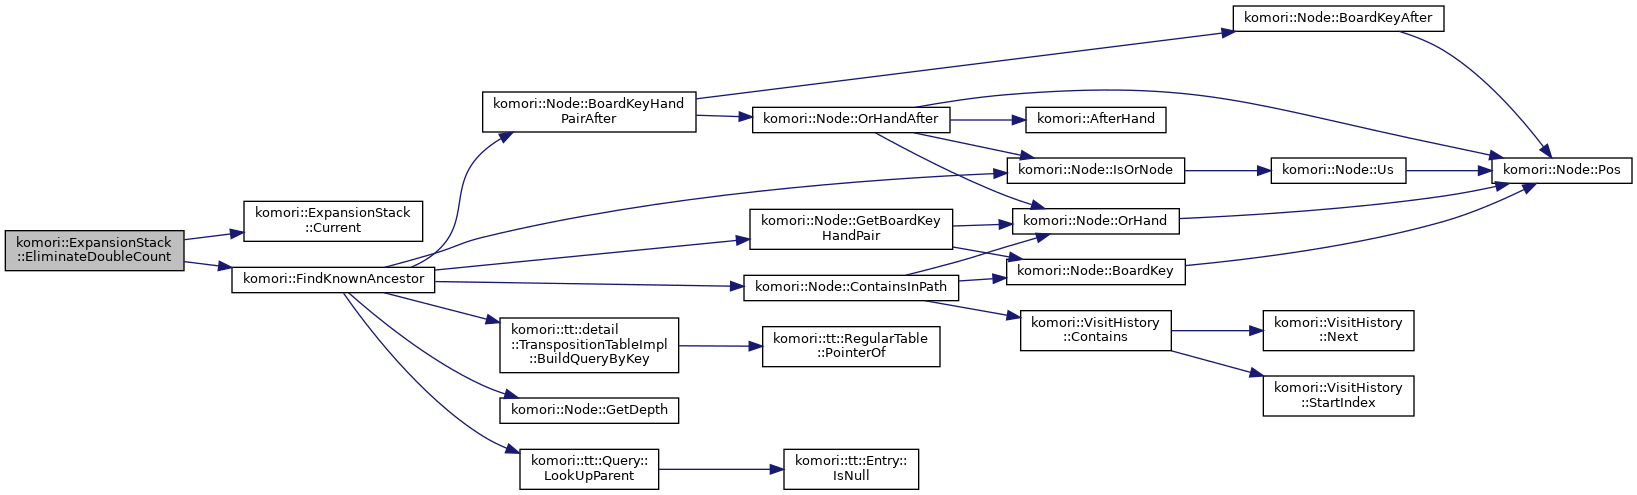 komori::ExpansionStack
::EliminateDoubleCount
komori::ExpansionStack
::Current
komori::FindKnownAncestor
komori::Node::BoardKeyHand
PairAfter
komori::Node::BoardKeyAfter
komori::Node::OrHandAfter
komori::AfterHand
komori::Node::IsOrNode
komori::Node::Us
komori::Node::Pos
komori::Node::GetBoardKey
HandPair
komori::Node::OrHand
komori::Node::ContainsInPath
komori::Node::BoardKey
komori::VisitHistory
::Contains
komori::VisitHistory
::Next
komori::VisitHistory
::StartIndex
komori::tt::detail
::TranspositionTableImpl
::BuildQueryByKey
komori::tt::RegularTable
::PointerOf
komori::Node::GetDepth
komori::tt::Query::
LookUpParent
komori::tt::Entry::
IsNull